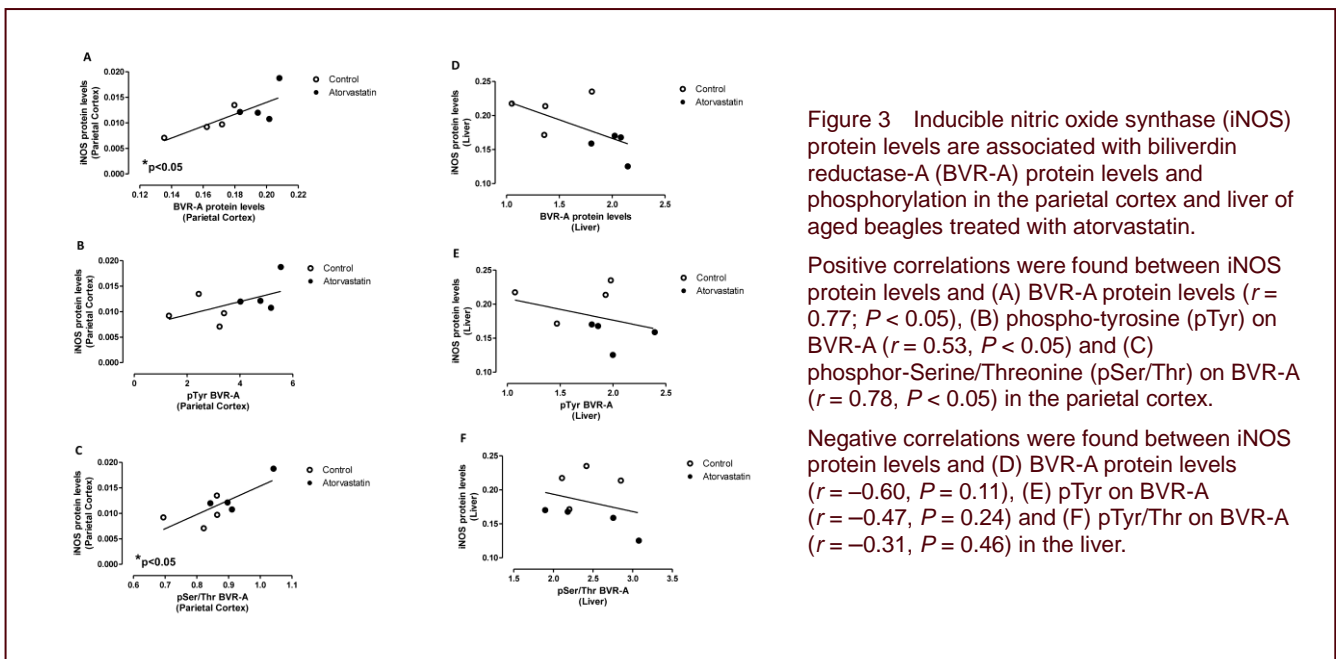 A
iNOS protein levels
(Parietal Cortex)
0.020
0.015
0.010
0.005
0.000
*p<0.05
0.12 0.14 0.16 0.18 0.20 0.22
BVR-A protein levels
(Parietal Cortex)
Control
Atorvastatin
B
iNOS protein levels
(Parietal Cortex)
0.020
0.015
0.010
0.005
0.000
2 4 6
pTyr BVR-A
(Parietal Cortex)
Control
Atorvastatin
C
iNOS protein levels
(Parietal Cortex)
0.020
0.015
0.010
0.005
0.000
*p<0.05
0.6 0.7 0.8 0.9 1.0 1.1
pSer/Thr BVR-A
(Parietal Cortex)
Control
Atorvastatin
D
iNOS protein levels
(Liver)
0.25
0.20
0.15
0.10
1.0 1.5 2.0 2.5
BVR-A protein levels
(Liver)
Control
Atorvastatin
E
iNOS protein levels
(Liver)
0.25
0.20
0.15
0.10
1.0 1.5 2.0 2.5
pTyr BVR-A
(Liver)
Control
Atorvastatin
F
iNOS protein levels
(Liver)
0.25
0.20
0.15
0.10
1.5 2.0 2.5 3.0 3.5
pSer/Thr BVR-A
(Liver)
Control
Atorvastatin
Figure 3 Inducible nitric oxide synthase (iNOS)
protein levels are associated with biliverdin
reductase-A (BVR-A) protein levels and
phosphorylation in the parietal cortex and liver of
aged beagles treated with atorvastatin.
Positive correlations were found between iNOS
protein levels and (A) BVR-A protein levels (r =
0.77; P < 0.05), (B) phospho-tyrosine (pTyr) on
BVR-A (r = 0.53, P < 0.05) and (C)
phosphor-Serine/Threonine (pSer/Thr) on BVR-A
(r = 0.78, P < 0.05) in the parietal cortex.
Negative correlations were found between iNOS
protein levels and (D) BVR-A protein levels
(r = –0.60, P = 0.11), (E) pTyr on BVR-A
(r = –0.47, P = 0.24) and (F) pTyr/Thr on BVR-A
(r = –0.31, P = 0.46) in the liver.